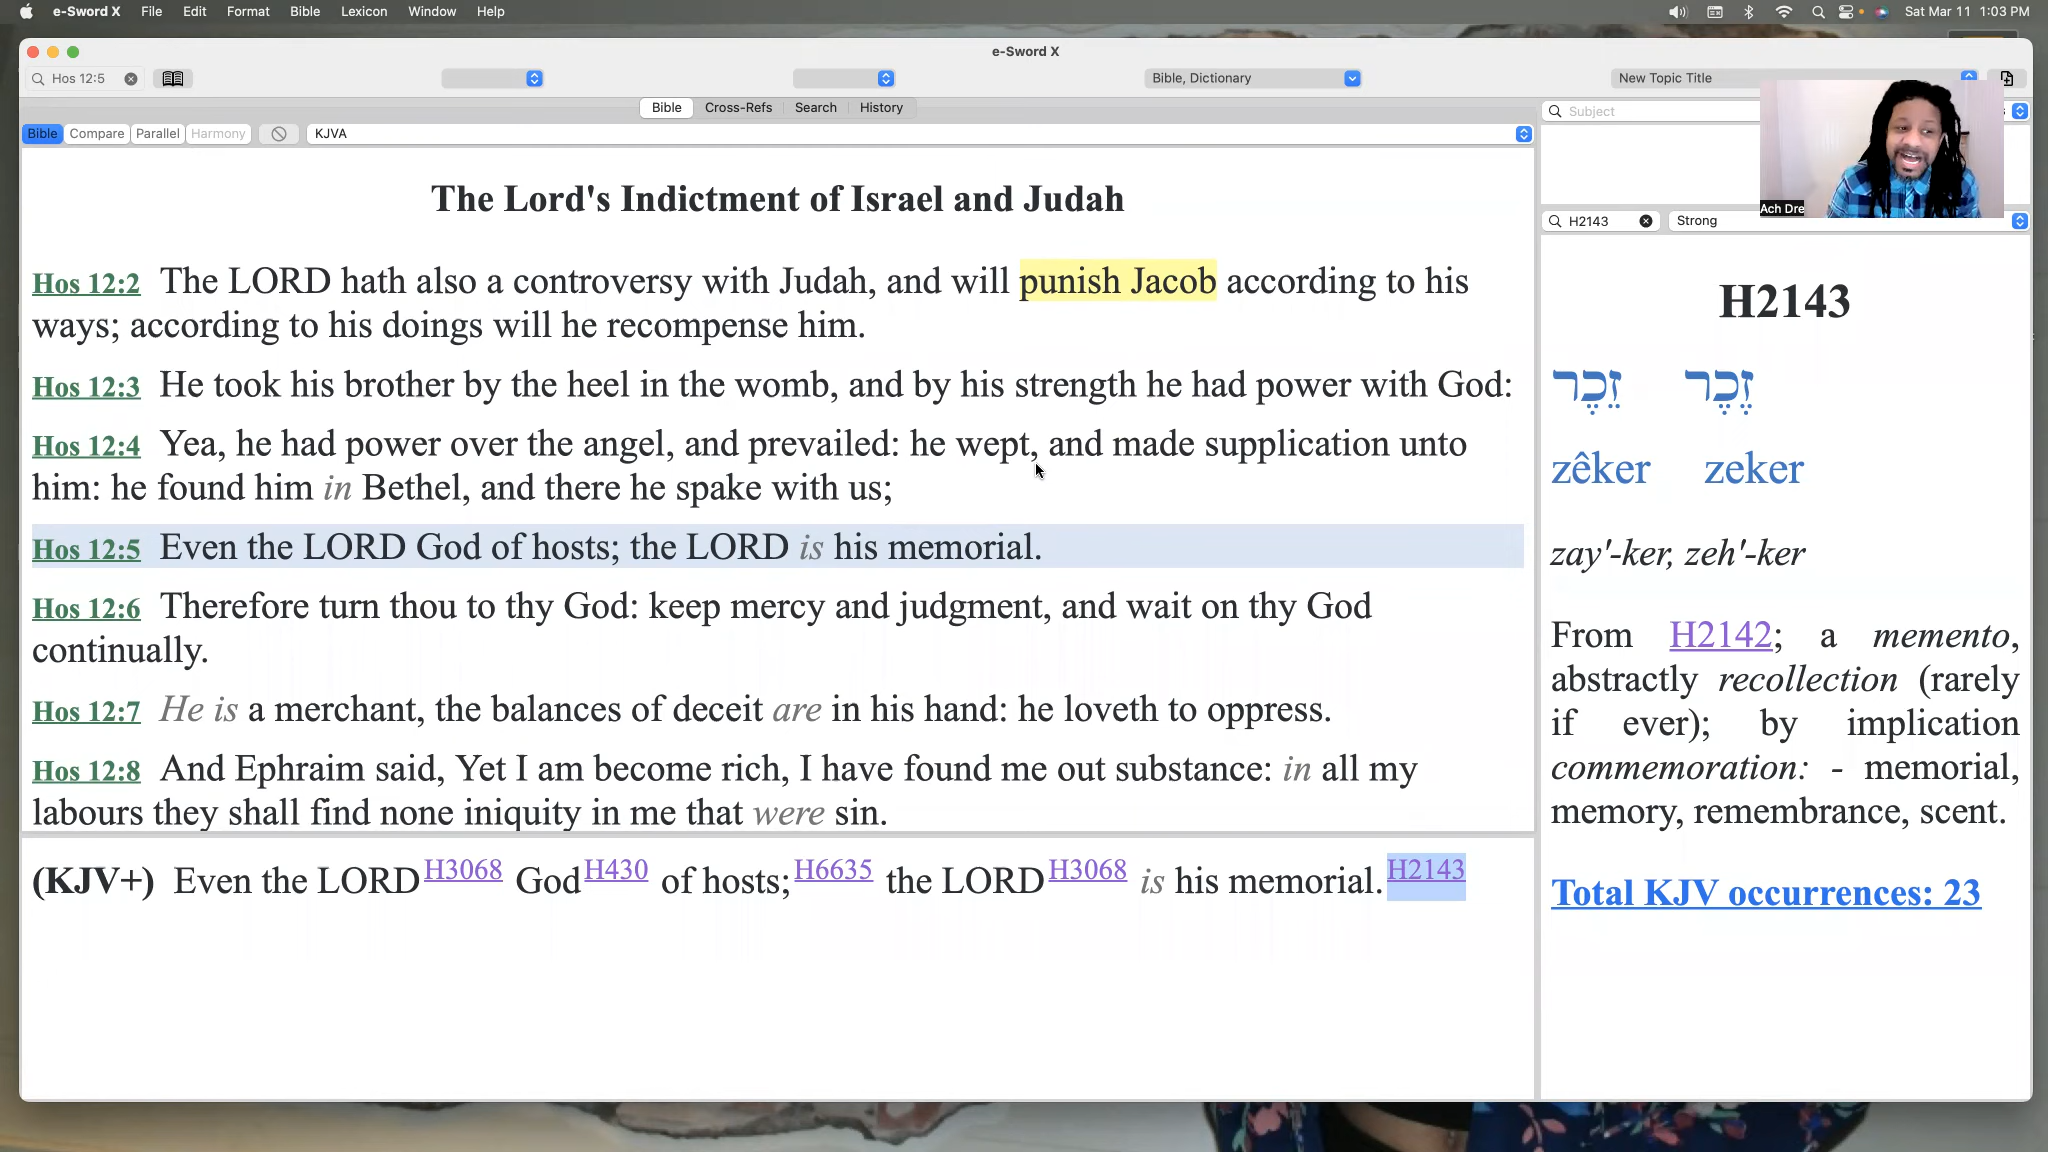 e-Sword X File Edit Format Bible Lexicon Window Help Sat Mar 11 1:03 PM
e-Sword X
Hos 12:5 Bible, Dictionary New Topic Title
Bible Cross-Refs Search History
Subject
Bible Compare Parallel Harmony KJVA
The Lord's Indictment of Israel and Judah
Hos 12:2 The LORD hath also a controversy with Judah, and will punish Jacob according to his
ways; according to his doings will he recompense him.
Hos 12:3 He took his brother by the heel in the womb, and by his strength he had power with God:
Hos 12:4 Yea, he had power over the angel, and prevailed: he wept, and made supplication unto
him: he found him in Bethel, and there he spake with us;
Hos 12:5 Even the LORD God of hosts; the LORD is his memorial.
Hos 12:6 Therefore turn thou to thy God: keep mercy and judgment, and wait on thy God
continually.
Hos 12:7 He is a merchant, the balances of deceit are in his hand: he loveth to oppress.
Hos 12:8 And Ephraim said, Yet I am become rich, I have found me out substance: in all my
labours they shall find none iniquity in me that were sin.
(KJV+) Even the LORD H3068 God H430 of hosts; H6635 the LORD H3068 is his memorial. H2143
Ach Dre
H2143 Strong
H2143
זֵכֶר זֶכֶר
zêker zeker
zay'-ker, zeh'-ker
From H2142; a memento,
abstractly recollection (rarely
if ever); by implication
commemoration: - memorial,
memory, remembrance, scent.
Total KJV occurrences: 23